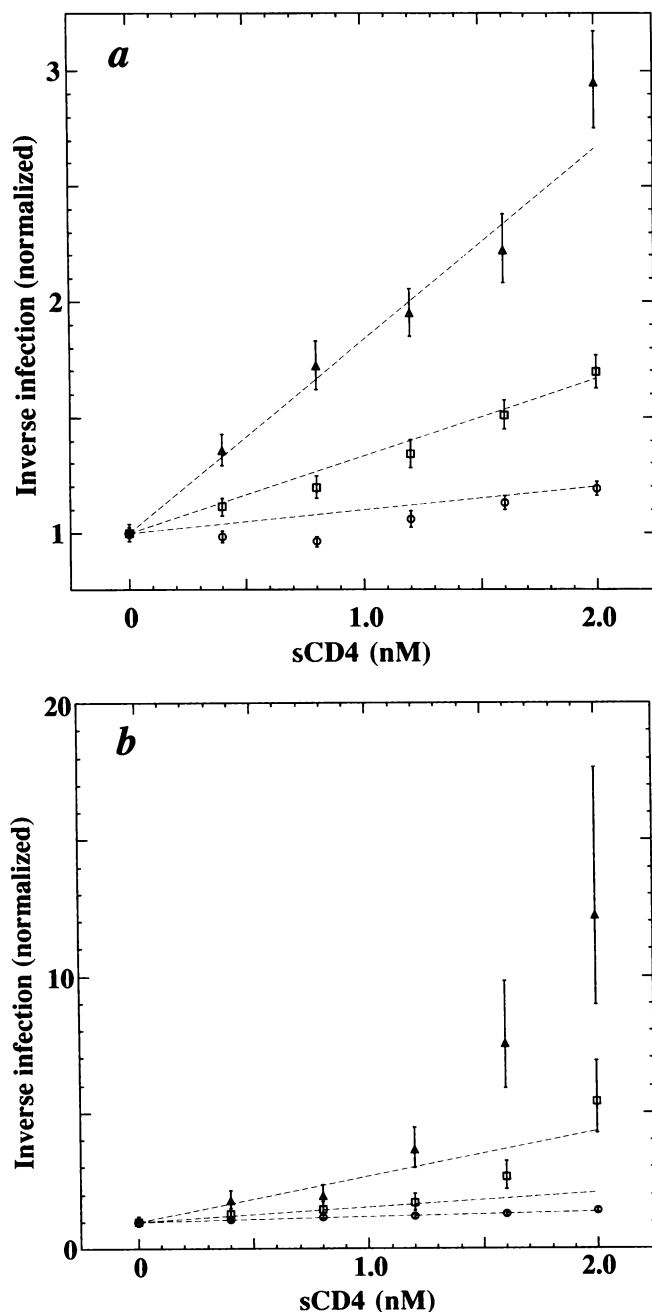 a
3
2
1
Inverse infection (normalized)
0
1.0
2.0
sCD4 (nM)
b
20
10
0
Inverse infection (normalized)
0
1.0
2.0
sCD4 (nM)